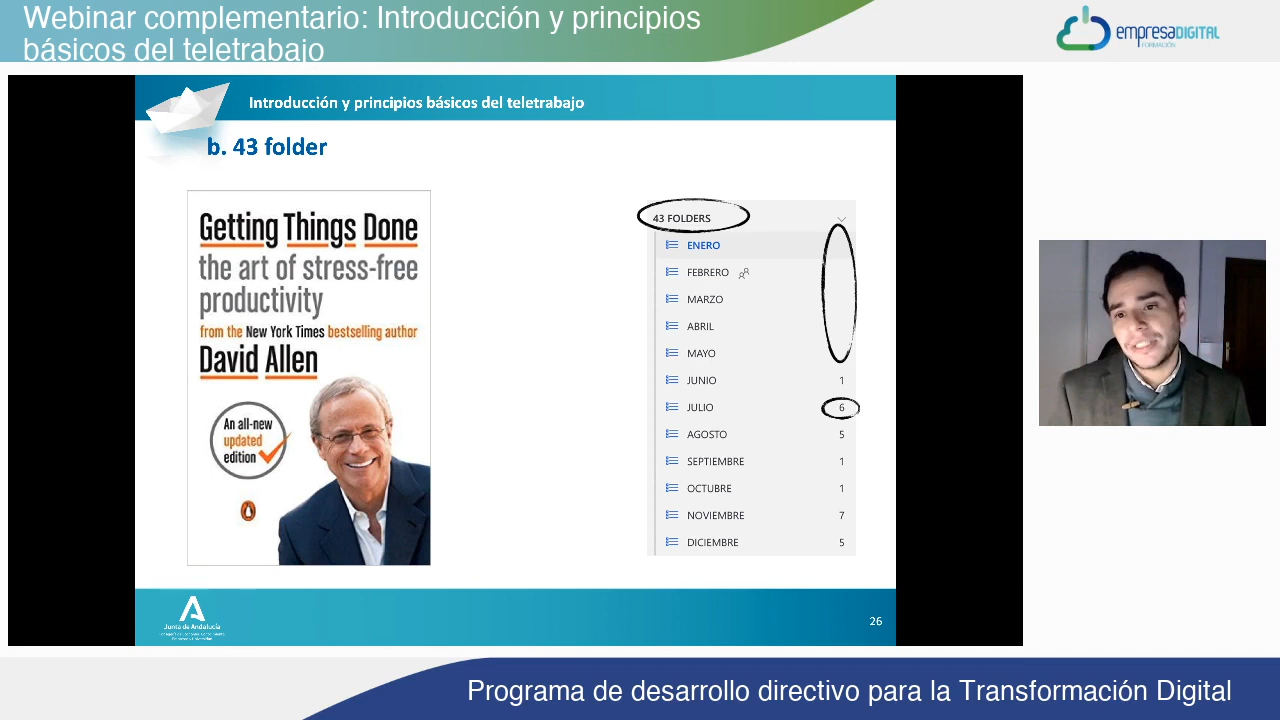 Webinar complementario: Introducción y principios
básicos del teletrabajo
empresaDIGITAL
FORMACIÓN
Introducción y principios básicos del teletrabajo
b. 43 folder
Getting Things Done
the art of stress-free
productivity
from the New York Times bestselling author
David Allen
An all-new
updated
edition
43 FOLDERS
ENERO
FEBRERO
MARZO
ABRIL
MAYO
JUNIO 1
JULIO 6
AGOSTO 5
SEPTIEMBRE 1
OCTUBRE 1
NOVIEMBRE 7
DICIEMBRE 5
Junta de Andalucía
26
Programa de desarrollo directivo para la Transformación Digital